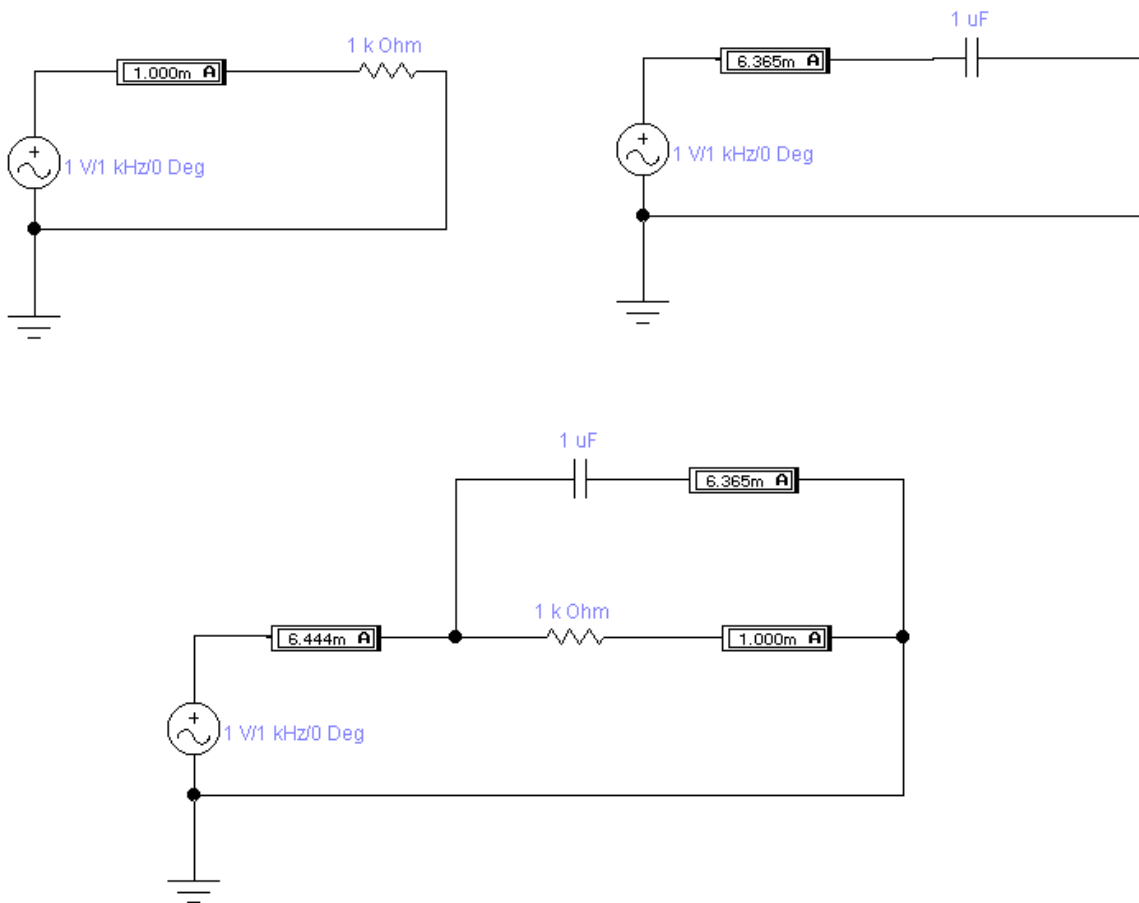 1 k Ohm
1.000m A
1 V/1 kHz/0 Deg
1 uF
6.365m A
1 V/1 kHz/0 Deg
1 uF
6.365m A
1 k Ohm
6.444m A
1.000m A
1 V/1 kHz/0 Deg